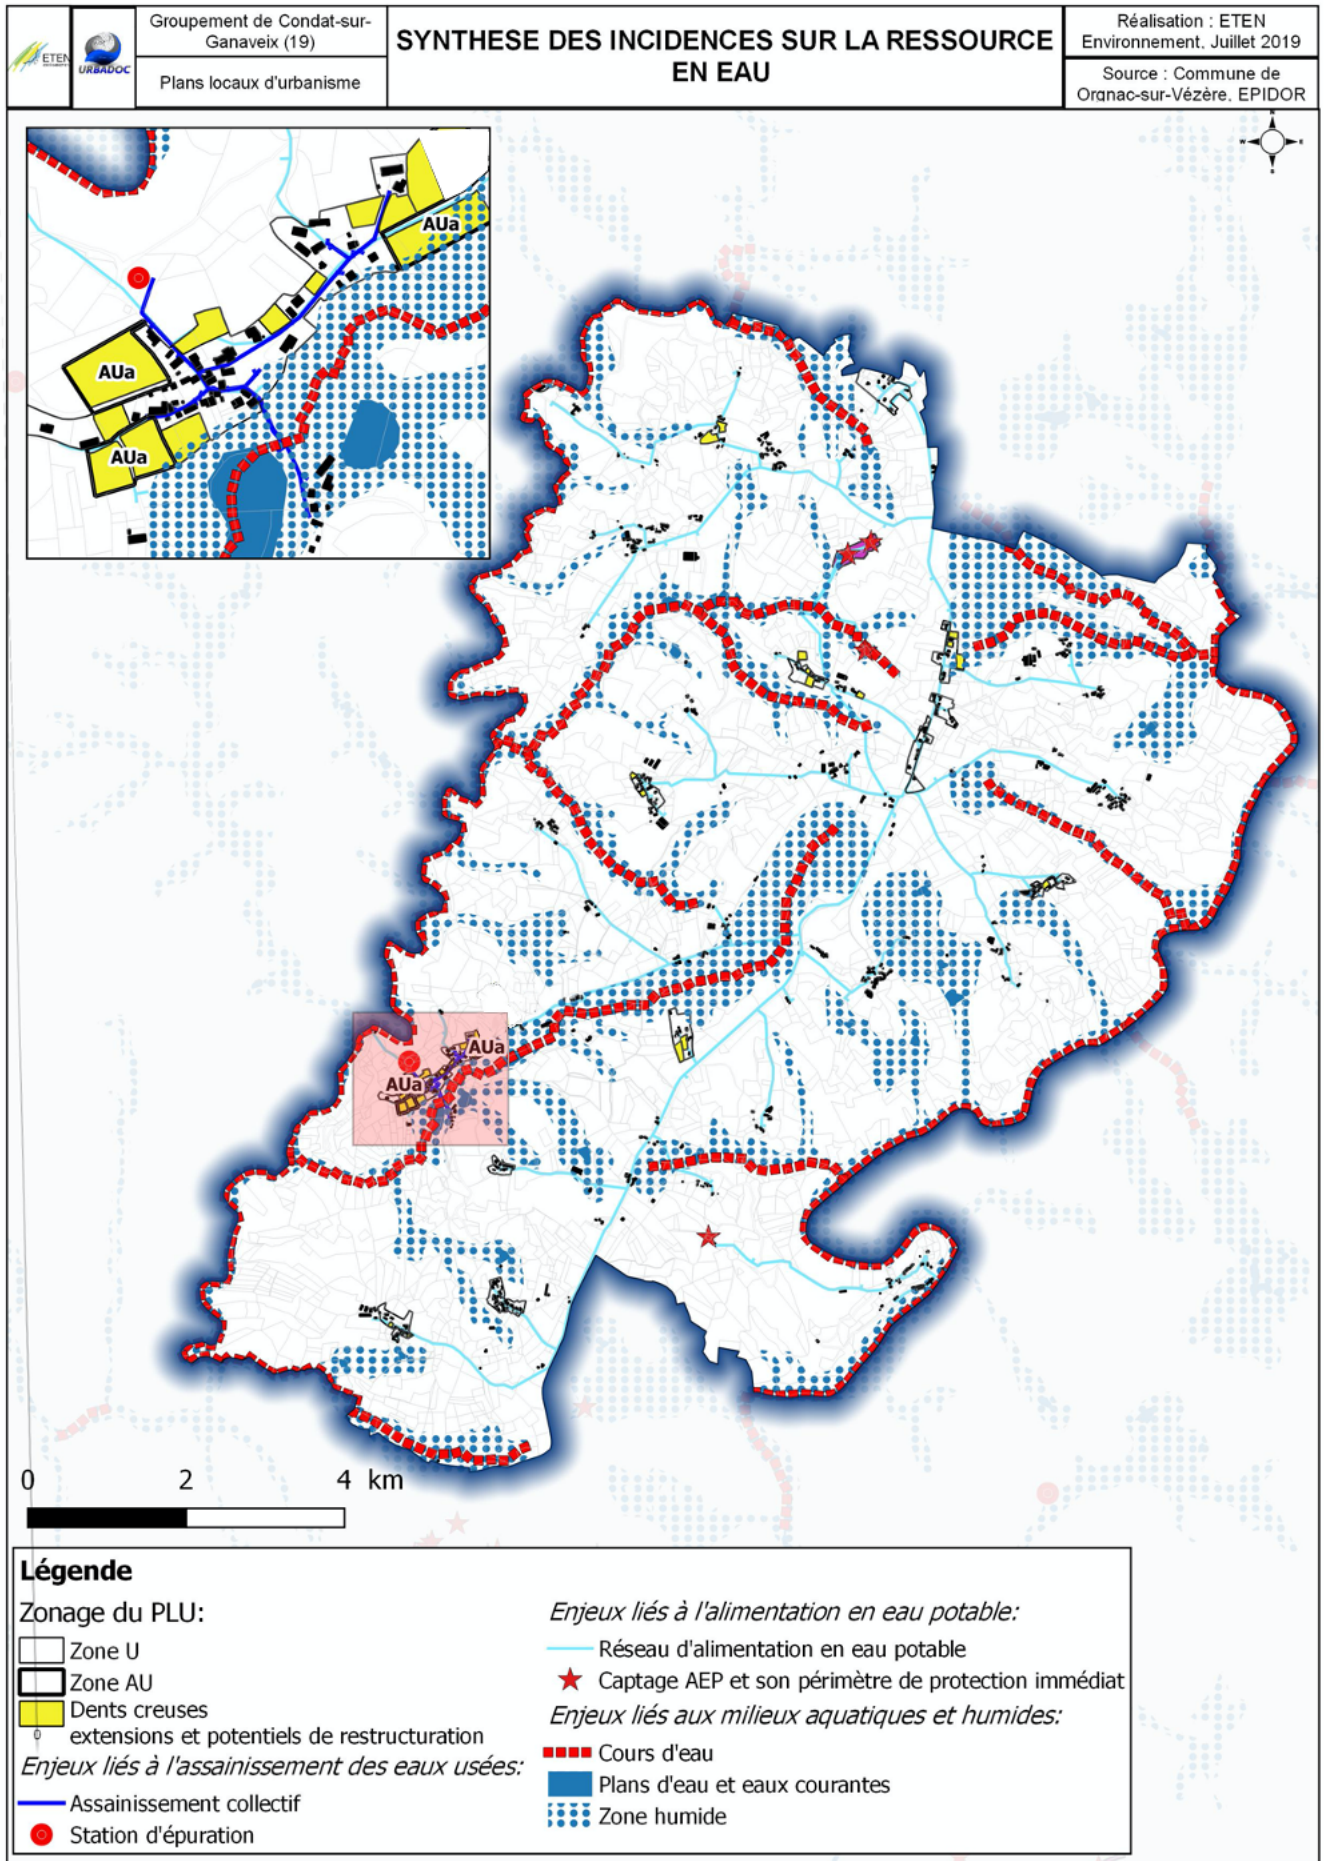 ETEN
URBADOC
Groupement de Condat-sur-
Ganaveix (19)
Plans locaux d'urbanisme
SYNTHESE DES INCIDENCES SUR LA RESSOURCE
EN EAU
Réalisation : ETEN
Environnement, Juillet 2019
Source : Commune de
Orgnac-sur-Vézère, EPIDOR
N
W
E
S
AUa
AUa
AUa
AUa
AUa
0 2 4 km
Légende
Zonage du PLU:
Zone U
Zone AU
Dents creuses
0 extensions et potentiels de restructuration
Enjeux liés à l'assainissement des eaux usées:
Assainissement collectif
Station d'épuration
Enjeux liés à l'alimentation en eau potable:
Réseau d'alimentation en eau potable
Captage AEP et son périmètre de protection immédiat
Enjeux liés aux milieux aquatiques et humides:
Cours d'eau
Plans d'eau et eaux courantes
Zone humide